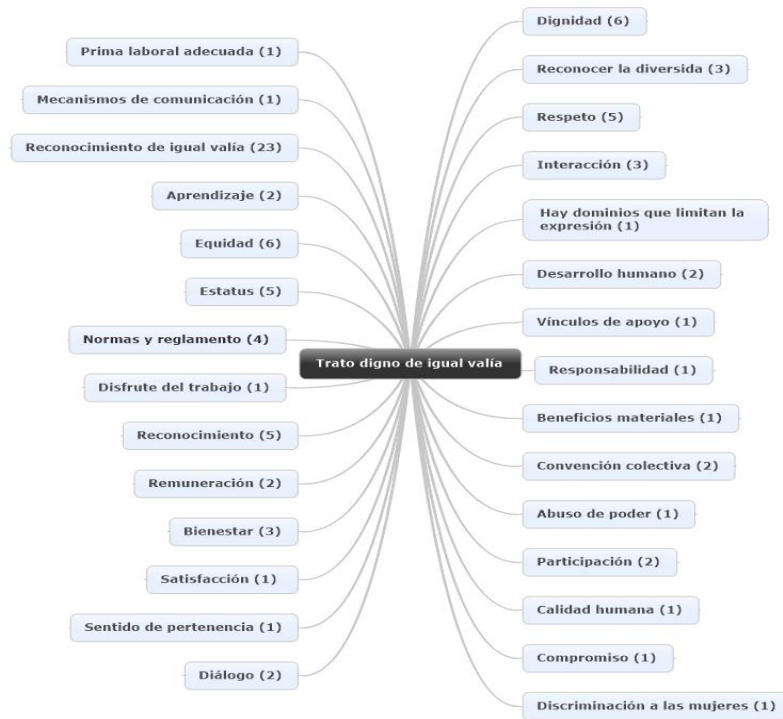 Prima laboral adecuada (1)
Mecanismos de comunicación (1)
Reconocimiento de igual valía (23)
Aprendizaje (2)
Equidad (6)
Estatus (5)
Normas y reglamento (4)
Disfrute del trabajo (1)
Reconocimiento (5)
Remuneración (2)
Bienestar (3)
Satisfacción (1)
Sentido de pertenencia (1)
Diálogo (2)
Trato digno de igual valía
Dignidad (6)
Reconocer la diversida (3)
Respeto (5)
Interacción (3)
Hay dominios que limitan la
expresión (1)
Desarrollo humano (2)
Vínculos de apoyo (1)
Responsabilidad (1)
Beneficios materiales (1)
Convención colectiva (2)
Abuso de poder (1)
Participación (2)
Calidad humana (1)
Compromiso (1)
Discriminación a las mujeres (1)